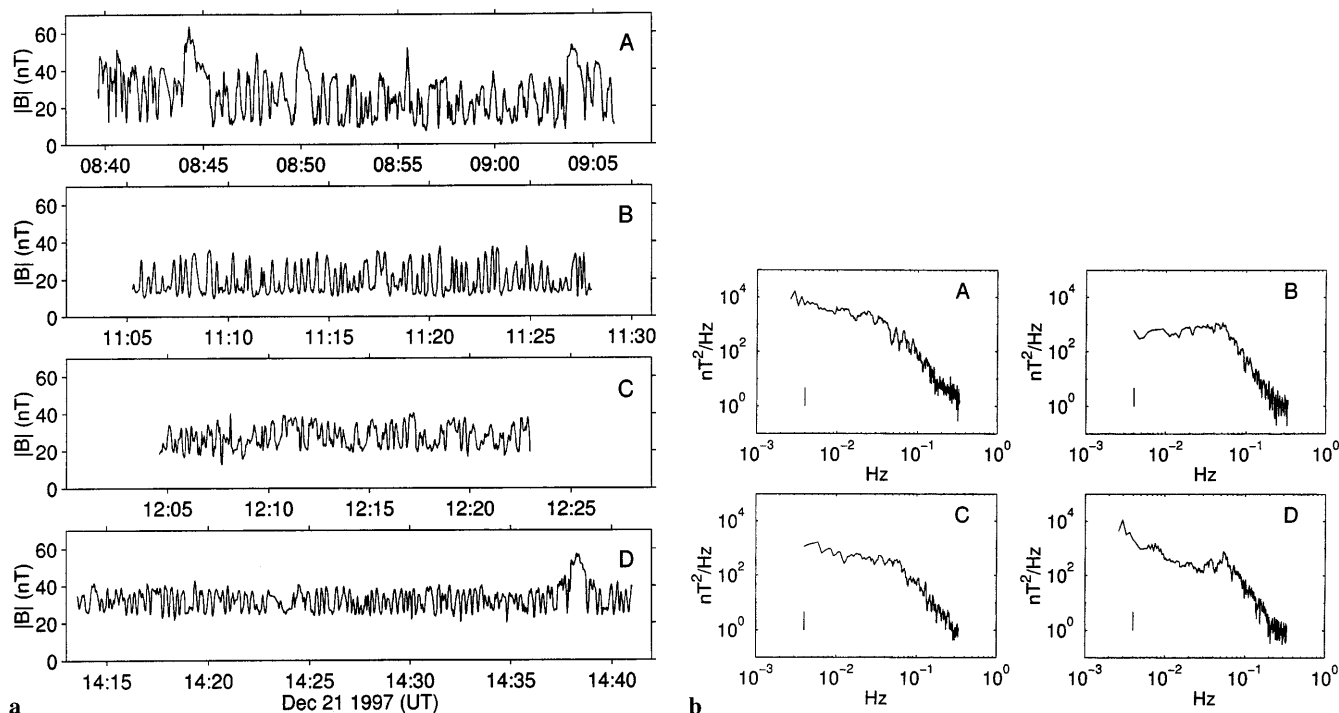 |B| (nT)
60
40
20
0
A
08:40 08:45 08:50 08:55 09:00 09:05
|B| (nT)
60
40
20
0
B
11:05 11:10 11:15 11:20 11:25 11:30
|B| (nT)
60
40
20
0
C
12:05 12:10 12:15 12:20 12:25
|B| (nT)
60
40
20
0
D
14:15 14:20 14:25 14:30 14:35 14:40
Dec 21 1997 (UT)
a
nT²/Hz
10⁴
10²
10⁰
A
10⁻³ 10⁻² 10⁻¹ 10⁰
Hz
nT²/Hz
10⁴
10²
10⁰
B
10⁻³ 10⁻² 10⁻¹ 10⁰
Hz
nT²/Hz
10⁴
10²
10⁰
C
10⁻³ 10⁻² 10⁻¹ 10⁰
Hz
nT²/Hz
10⁴
10²
10⁰
D
10⁻³ 10⁻² 10⁻¹ 10⁰
Hz
b